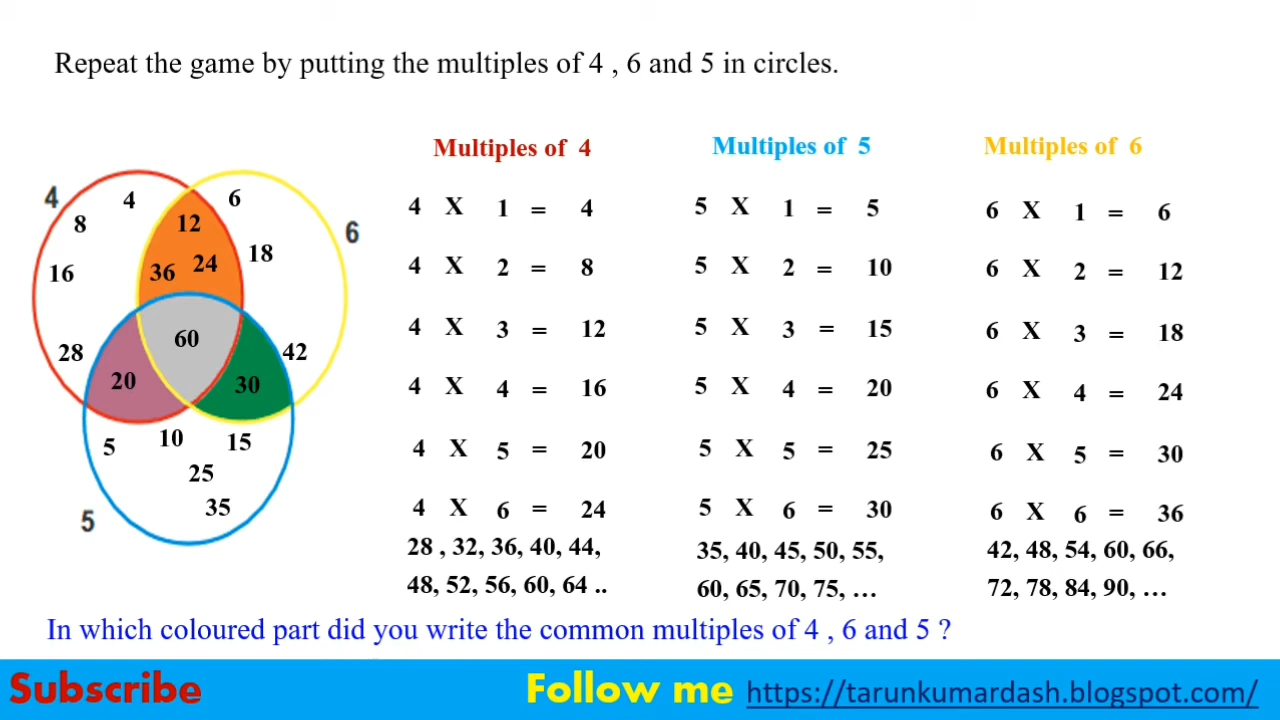 Repeat the game by putting the multiples of 4 , 6 and 5 in circles.
4
6
5
4
8
16
28
12
36 24
6
18
42
60
20
30
5 10 15
25
35
Multiples of 4
4 X 1 = 4
4 X 2 = 8
4 X 3 = 12
4 X 4 = 16
4 X 5 = 20
4 X 6 = 24
28 , 32, 36, 40, 44,
48, 52, 56, 60, 64 ..
Multiples of 5
5 X 1 = 5
5 X 2 = 10
5 X 3 = 15
5 X 4 = 20
5 X 5 = 25
5 X 6 = 30
35, 40, 45, 50, 55,
60, 65, 70, 75, …
Multiples of 6
6 X 1 = 6
6 X 2 = 12
6 X 3 = 18
6 X 4 = 24
6 X 5 = 30
6 X 6 = 36
42, 48, 54, 60, 66,
72, 78, 84, 90, …
In which coloured part did you write the common multiples of 4 , 6 and 5 ?
Subscribe Follow me https://tarunkumardash.blogspot.com/